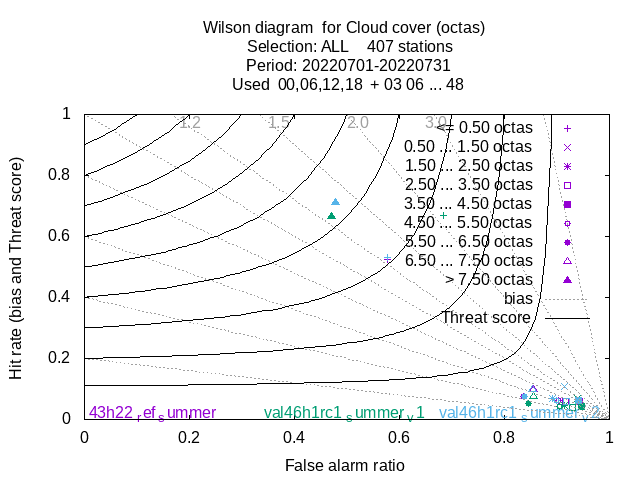 Wilson diagram  for Cloud cover (octas)
Selection: ALL    407 stations
Period: 20220701-20220731
Used  00,06,12,18  + 03 06 ... 48
1
1.2
1.5
2.0
3.0
<= 0.50 octas
0.50 ... 1.50 octas
1.50 ... 2.50 octas
2.50 ... 3.50 octas
3.50 ... 4.50 octas
4.50 ... 5.50 octas
5.50 ... 6.50 octas
6.50 ... 7.50 octas
> 7.50 octas
bias
Threat score
0.8
0.6
0.4
0.2
0
Hit rate (bias and Threat score)
43h22_ref_summer
val46h1rc1_summer_v1
val46h1rc1_summer_v2
0
0.2
0.4
0.6
0.8
1
False alarm ratio